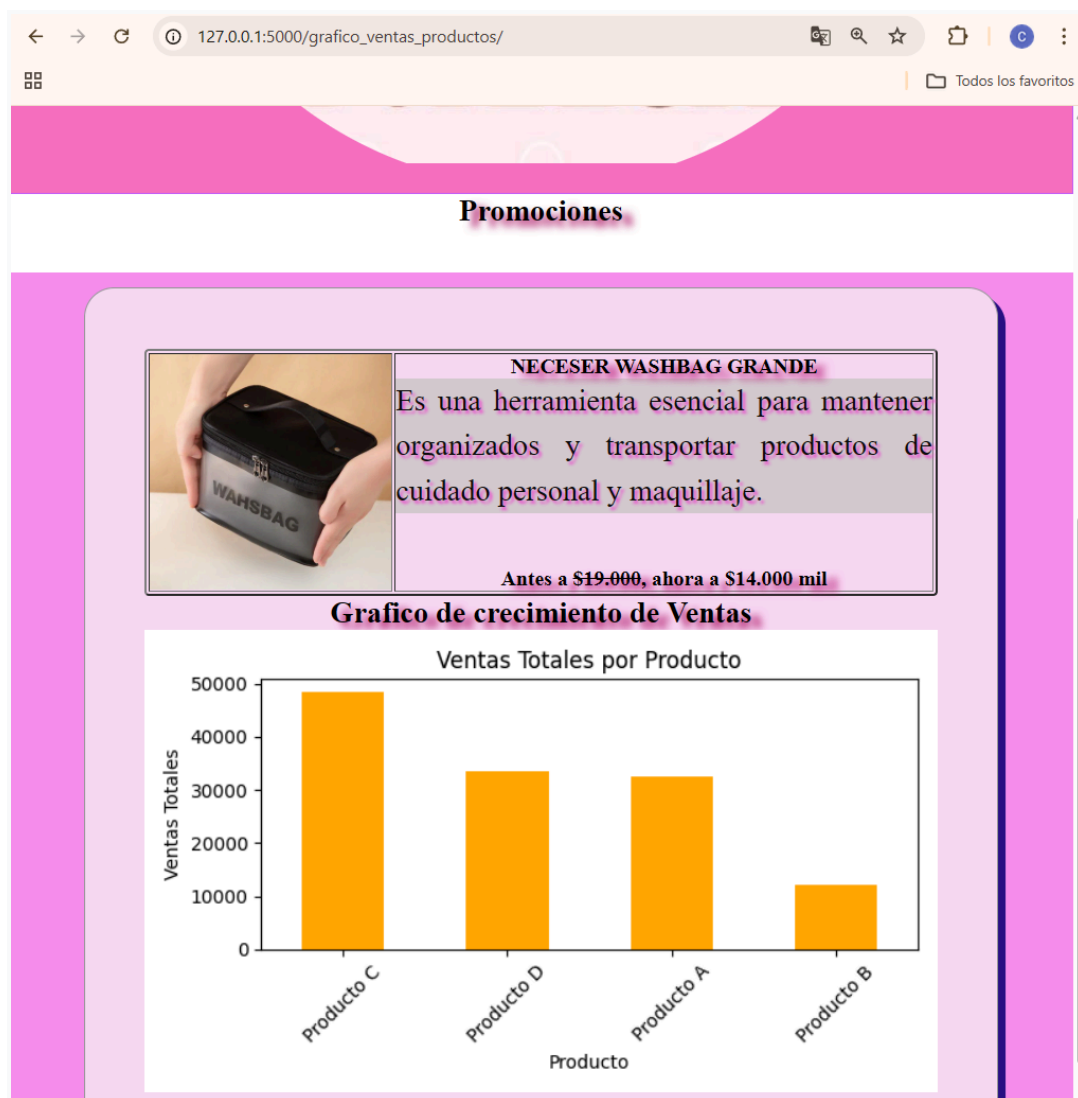 127.0.0.1:5000/grafico_ventas_productos/
C
Todos los favoritos
Promociones
WAHSBAG
NECESER WASHBAG GRANDE
Es una herramienta esencial para mantener
organizados y transportar productos de
cuidado personal y maquillaje.
Antes a $19.000, ahora a $14.000 mil
Grafico de crecimiento de Ventas
Ventas Totales por Producto
Ventas Totales
50000
40000
30000
20000
10000
0
Producto C
Producto D
Producto A
Producto B
Producto